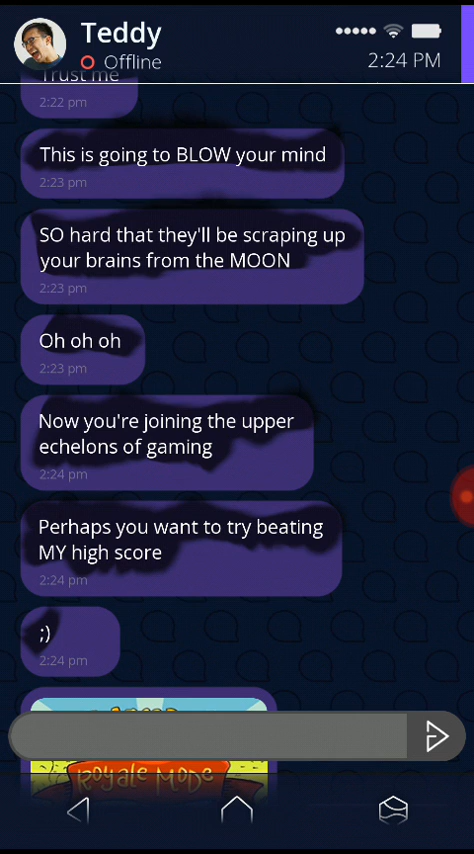 Teddy
Offline
2:24 PM
Trust me
2:22 pm
This is going to BLOW your mind
2:23 pm
SO hard that they'll be scraping up
your brains from the MOON
2:23 pm
Oh oh oh
2:23 pm
Now you're joining the upper
echelons of gaming
2:24 pm
Perhaps you want to try beating
MY high score
2:24 pm
;)
2:24 pm
Royale MoDe